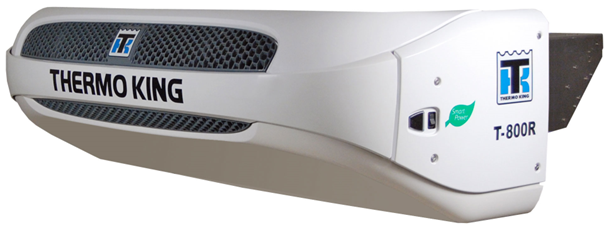 TK
THERMO KING
TK
THERMO KING
Smart
Power
T-800R